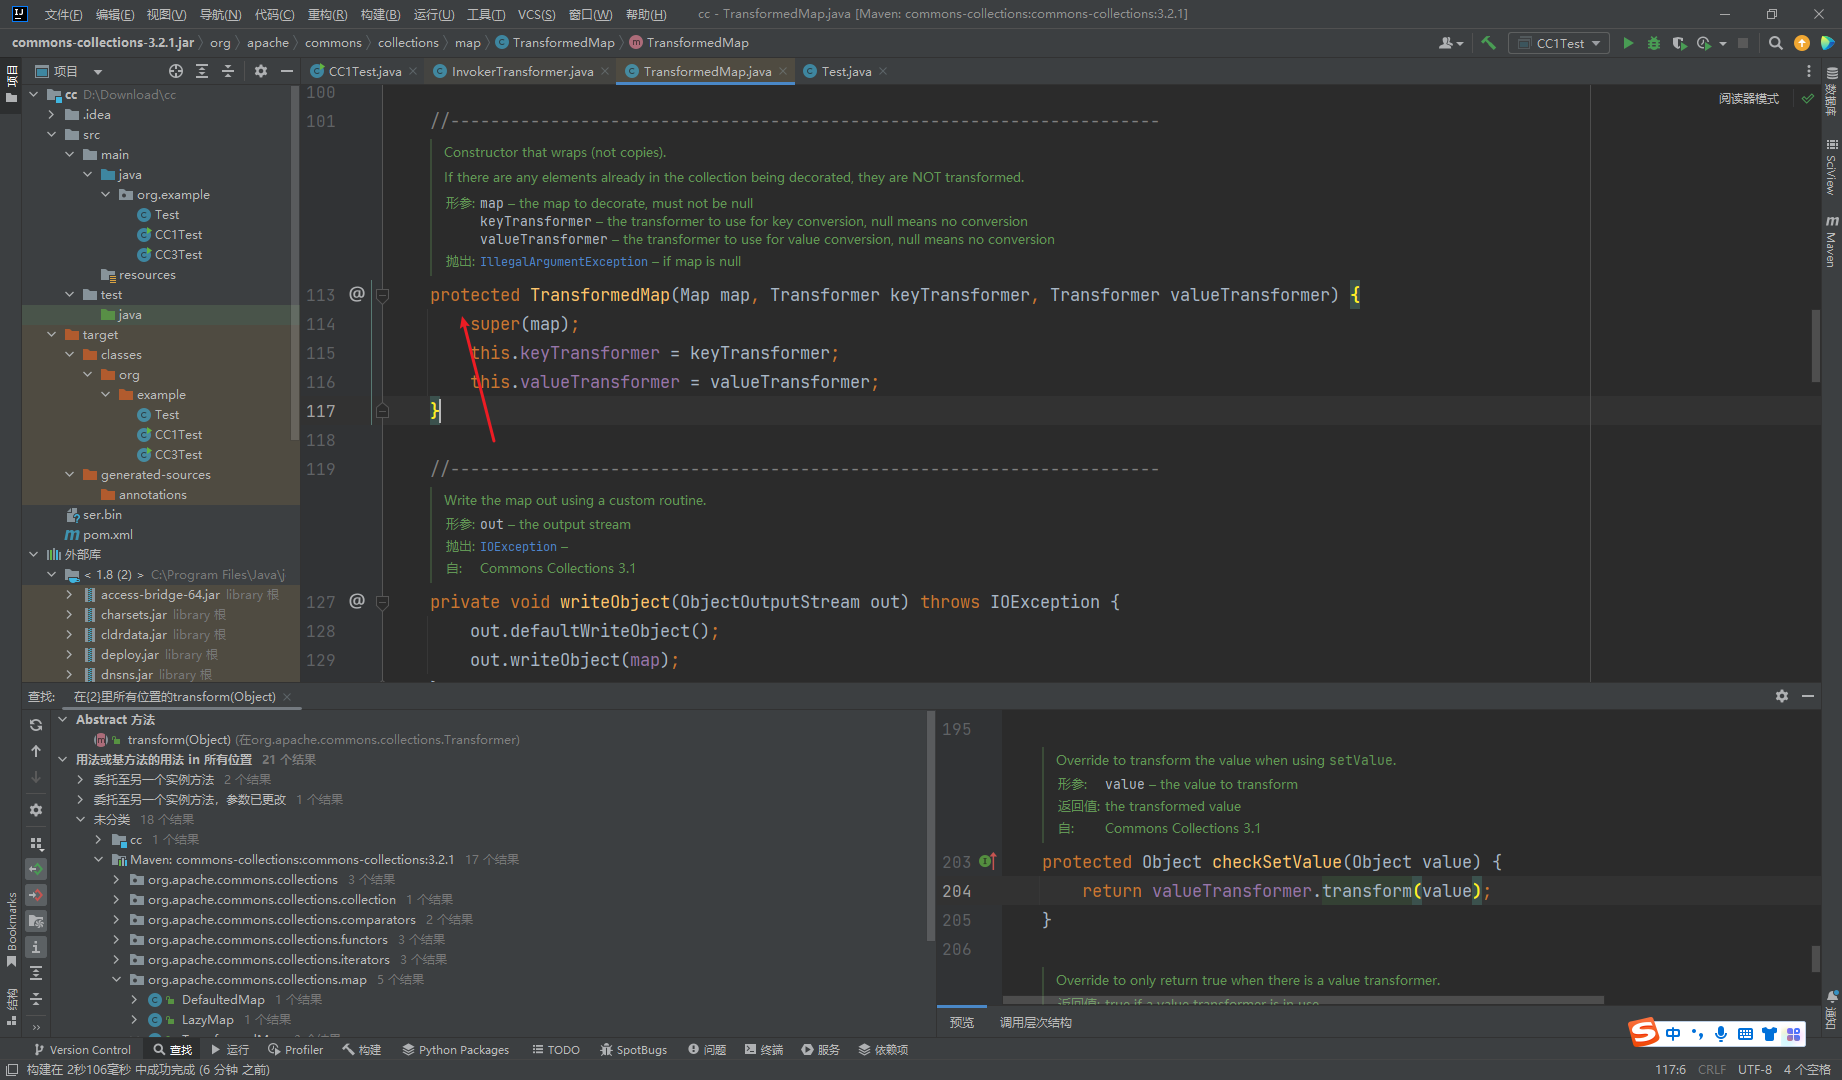 文件(F) 编辑(E) 视图(V) 导航(N) 代码(C) 重构(R) 构建(B) 运行(U) 工具(T) VCS(S) 窗口(W) 帮助(H) cc - TransformedMap.java [Maven: commons-collections:commons-collections:3.2.1]
commons-collections-3.2.1.jar org apache commons collections map TransformedMap TransformedMap CC1Test
项目 CC1Test.java InvokerTransformer.java TransformedMap.java Test.java
项目
cc D:\Download\cc
.idea
src
main
java
org.example
Test
CC1Test
CC3Test
resources
test
java
target
classes
org
example
Test
CC1Test
CC3Test
generated-sources
annotations
ser.bin
pom.xml
外部库
< 1.8 (2) > C:\Program Files\Java\j
access-bridge-64.jar library 根
charsets.jar library 根
cldrdata.jar library 根
deploy.jar library 根
dnsns.jar library 根
阅读器模式
100
101 //-----------------------------------------------------------------------
Constructor that wraps (not copies).
If there are any elements already in the collection being decorated, they are NOT transformed.
形参: map – the map to decorate, must not be null
keyTransformer – the transformer to use for key conversion, null means no conversion
valueTransformer – the transformer to use for value conversion, null means no conversion
抛出: IllegalArgumentException – if map is null
113 @ protected TransformedMap(Map map, Transformer keyTransformer, Transformer valueTransformer) {
114 super(map);
115 this.keyTransformer = keyTransformer;
116 this.valueTransformer = valueTransformer;
117 }
118
119 //-----------------------------------------------------------------------
Write the map out using a custom routine.
形参: out – the output stream
抛出: IOException –
自: Commons Collections 3.1
127 @ private void writeObject(ObjectOutputStream out) throws IOException {
128 out.defaultWriteObject();
129 out.writeObject(map);
数据库
SciView
Maven
通知
查找: 在{2}里所有位置的transform(Object)
Abstract 方法
transform(Object) (在org.apache.commons.collections.Transformer)
用法或基方法的用法 in 所有位置 21 个结果
委托至另一个实例方法 2 个结果
委托至另一个实例方法, 参数已更改 1 个结果
未分类 18 个结果
cc 1 个结果
Maven: commons-collections:commons-collections:3.2.1 17 个结果
org.apache.commons.collections 3 个结果
org.apache.commons.collections.collection 1 个结果
org.apache.commons.collections.comparators 2 个结果
org.apache.commons.collections.functors 3 个结果
org.apache.commons.collections.iterators 3 个结果
org.apache.commons.collections.map 5 个结果
DefaultedMap 1 个结果
LazyMap 1 个结果
Bookmarks
结构
195
Override to transform the value when using setValue.
形参: value – the value to transform
返回值: the transformed value
自: Commons Collections 3.1
203 protected Object checkSetValue(Object value) {
204 return valueTransformer.transform(value);
205 }
206
Override to only return true when there is a value transformer.
返回值: true if a value transformer is in use
预览 调用层次结构
中
Version Control 查找 运行 Profiler 构建 Python Packages TODO SpotBugs 问题 终端 服务 依赖项
构建在 2秒106毫秒 中成功完成 (6 分钟 之前) 117:6 CRLF UTF-8 4 个空格